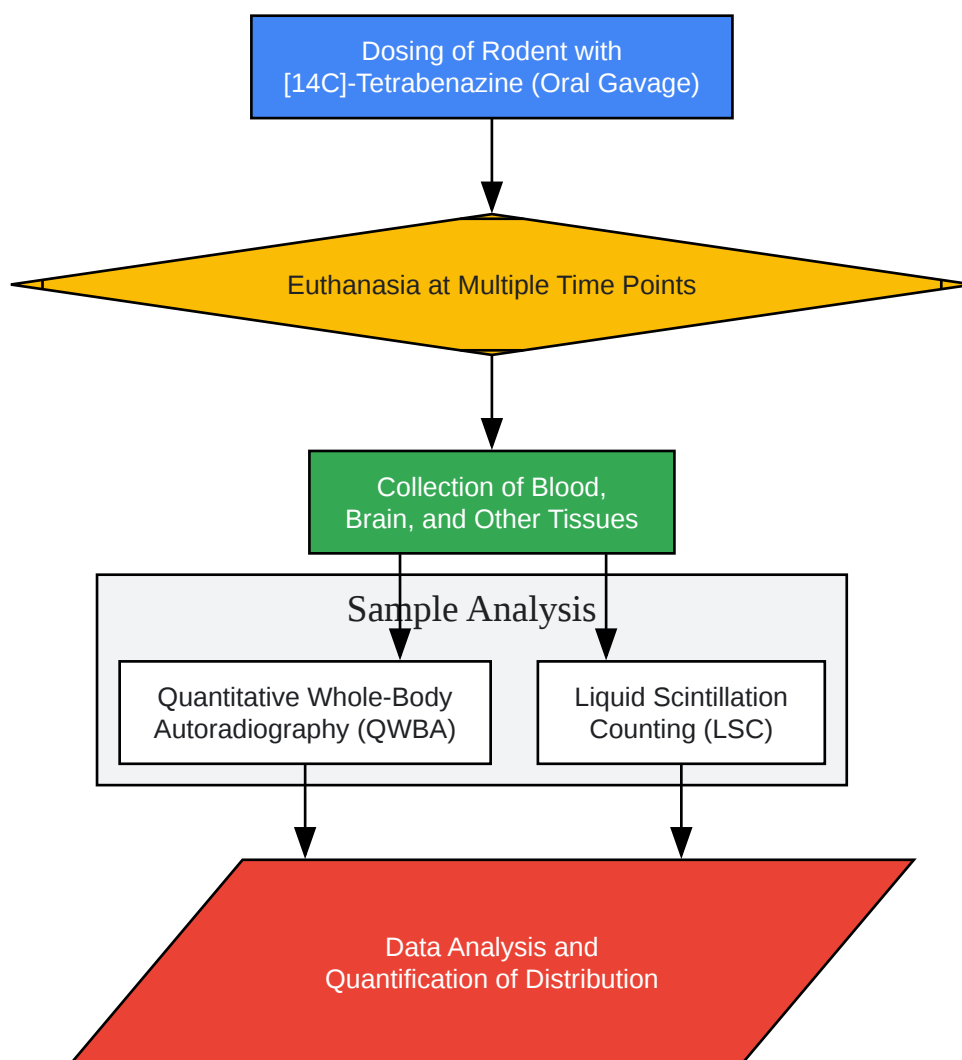 Dosing of Rodent with
[14C]-Tetrabenazine (Oral Gavage)
Euthanasia at Multiple Time Points
Collection of Blood,
Brain, and Other Tissues
Sample Analysis
Quantitative Whole-Body
Autoradiography (QWBA)
Liquid Scintillation
Counting (LSC)
Data Analysis and
Quantification of Distribution